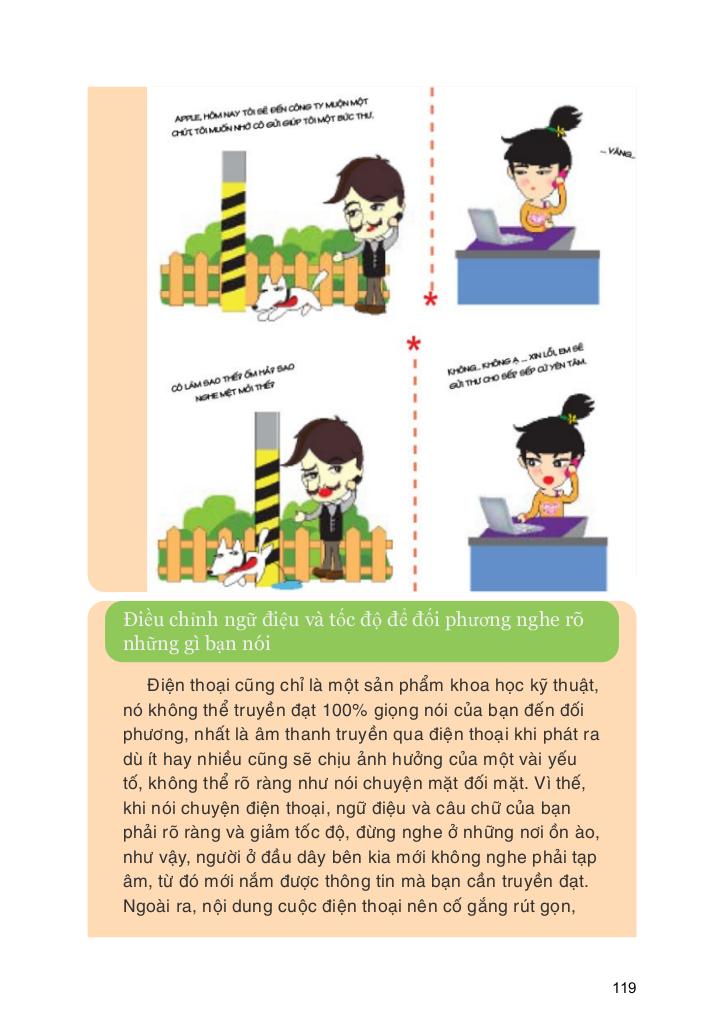 APPLE, HÔM NAY TÔI SẼ ĐẾN CÔNG TY MUỘN MỘT
CHÚT, TÔI MUỐN NHỜ CÔ GỬI GIÚP TÔI MỘT BỨC THƯ.
... VÂNG...
CÔ LÀM SAO THẾ? ỐM HẢ? SAO
NGHE MỆT MỎI THẾ?
KHÔNG... KHÔNG Ạ ... XIN LỖI, EM SẼ
GỬI THƯ CHO SẾP. SẾP CỨ YÊN TÂM.
Điều chỉnh ngữ điệu và tốc độ để đối phương nghe rõ
những gì bạn nói
Điện thoại cũng chỉ là một sản phẩm khoa học kỹ thuật,
nó không thể truyền đạt 100% giọng nói của bạn đến đối
phương, nhất là âm thanh truyền qua điện thoại khi phát ra
dù ít hay nhiều cũng sẽ chịu ảnh hưởng của một vài yếu
tố, không thể rõ ràng như nói chuyện mặt đối mặt. Vì thế,
khi nói chuyện điện thoại, ngữ điệu và câu chữ của bạn
phải rõ ràng và giảm tốc độ, đừng nghe ở những nơi ồn ào,
như vậy, người ở đầu dây bên kia mới không nghe phải tạp
âm, từ đó mới nắm được thông tin mà bạn cần truyền đạt.
Ngoài ra, nội dung cuộc điện thoại nên cố gắng rút gọn,
119